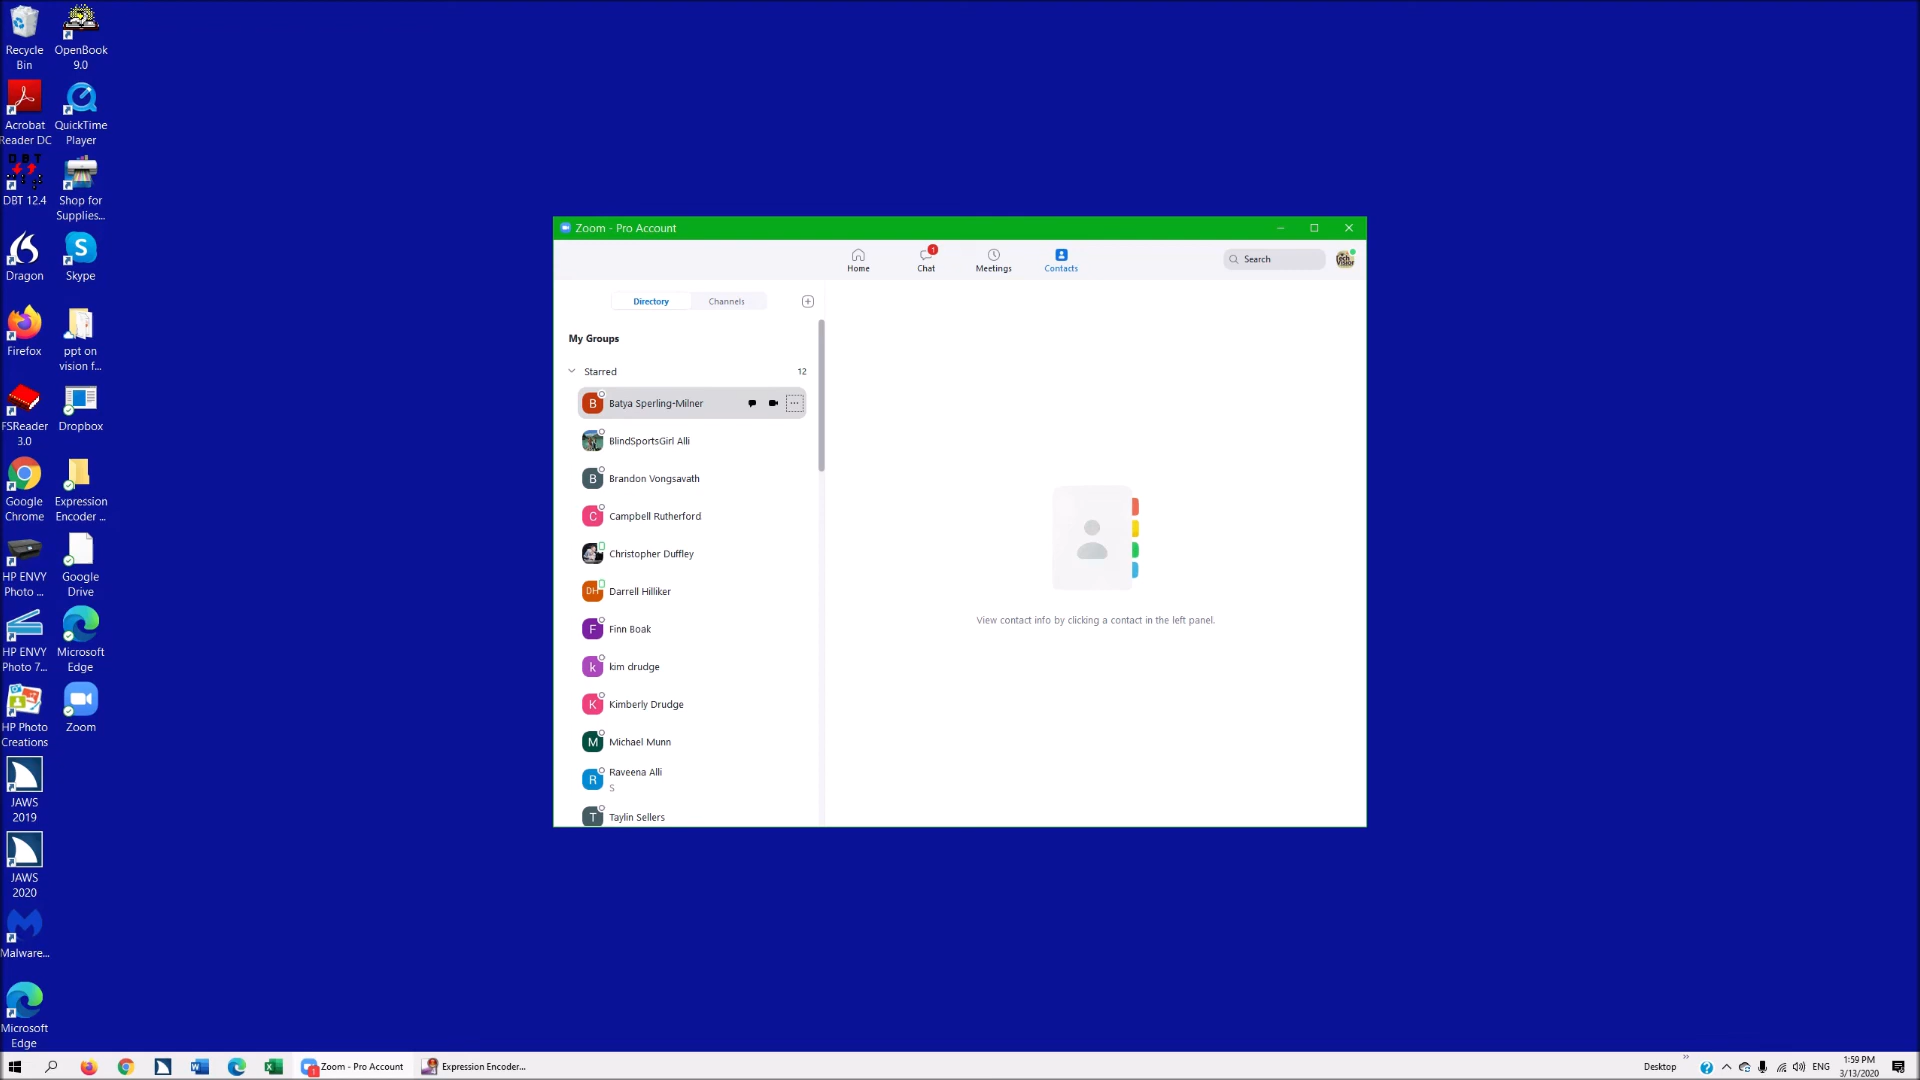 Recycle
Bin
OpenBook
9.0
Acrobat
Reader DC
QuickTime
Player
DBT
DBT 12.4
Shop for
Supplies...
Dragon
Skype
Firefox
ppt on
vision f...
FSReader
3.0
Dropbox
Google
Chrome
Expression
Encoder ...
HP ENVY
Photo ...
Google
Drive
HP ENVY
Photo 7...
Microsoft
Edge
HP Photo
Creations
Zoom
JAWS
2019
JAWS
2020
Malware...
Microsoft
Edge
Zoom - Pro Account
Home
1
Chat
Meetings
Contacts
Search
Tech
VISION
Directory
Channels
My Groups
Starred
12
B
Batya Sperling-Milner
BlindSportsGirl Alli
B
Brandon Vongsavath
C
Campbell Rutherford
Christopher Duffley
DH
Darrell Hilliker
F
Finn Boak
k
kim drudge
K
Kimberly Drudge
M
Michael Munn
R
Raveena Alli
S
T
Taylin Sellers
View contact info by clicking a contact in the left panel.
1
Zoom - Pro Account
Expression Encoder...
Desktop
ENG
1:59 PM
3/13/2020